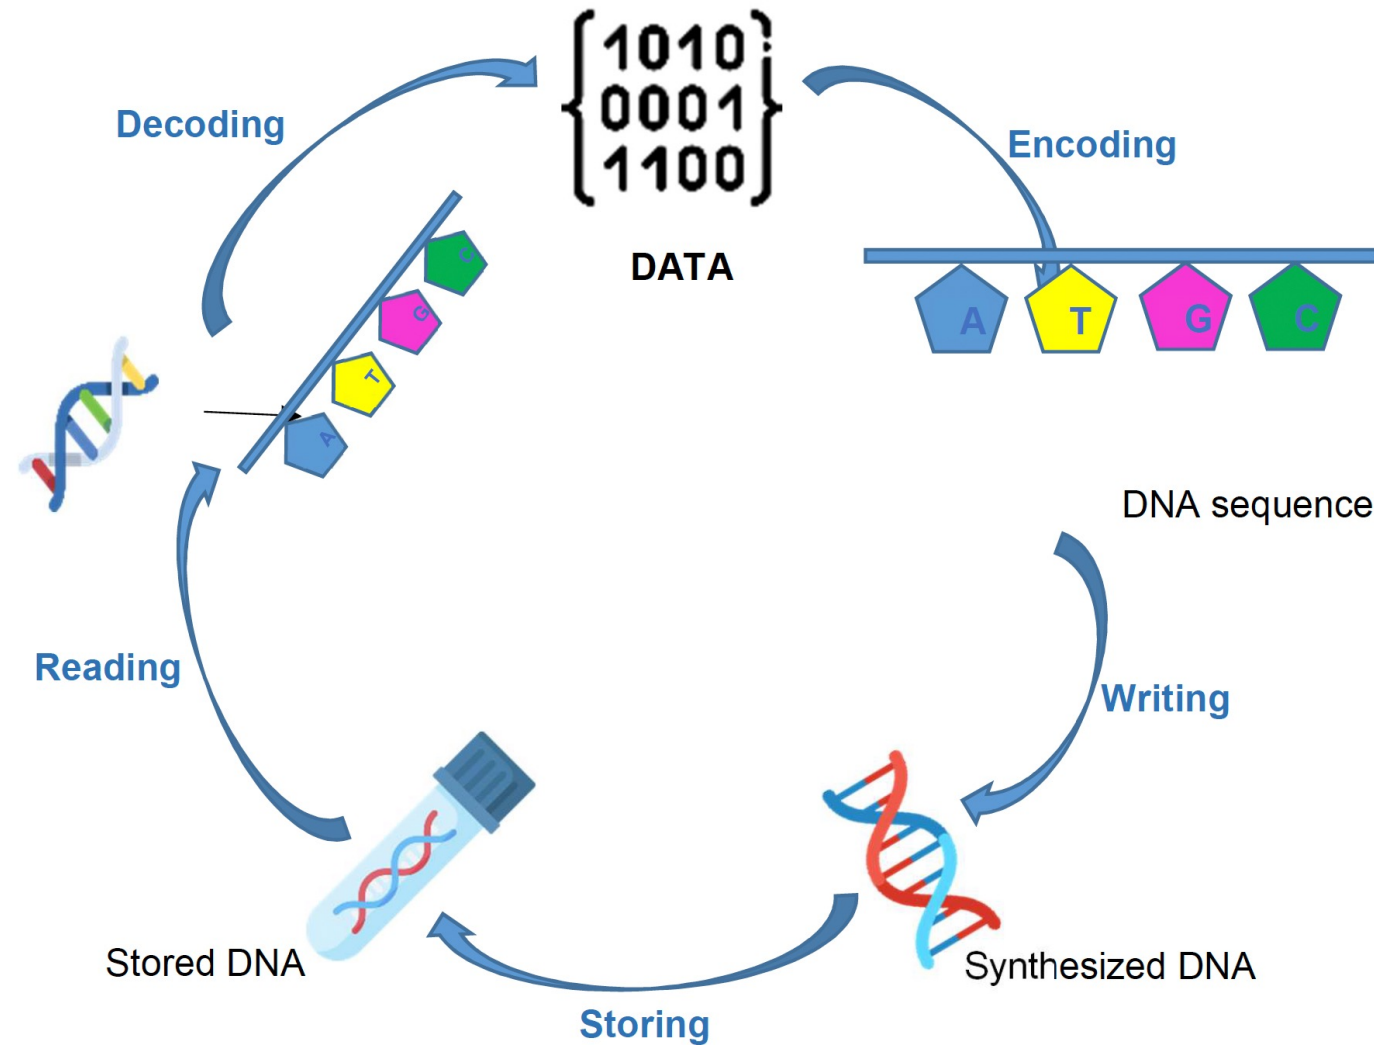 1010
0001
1100
DATA
Decoding
Encoding
A T G C
C
G
T
A
DNA sequence
Reading
Writing
Stored DNA
Synthesized DNA
Storing